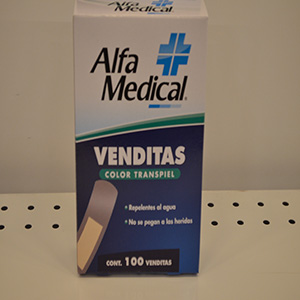 Alfa
Medical
VENDITAS
COLOR TRANSPIEL
• Repelentes al agua
• No se pegan a las heridas
CONT. 100 VENDITAS